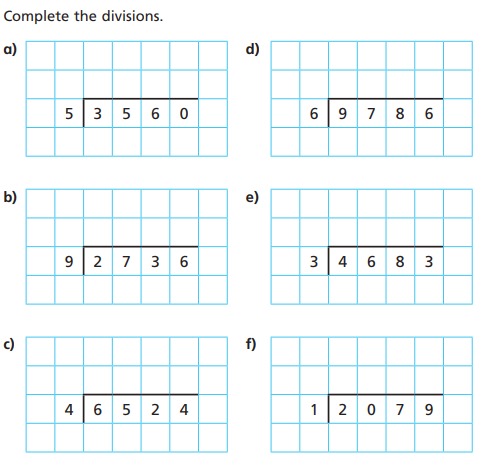 Complete the divisions.
a)
5 3 5 6 0
b)
9 2 7 3 6
c)
4 6 5 2 4
d)
6 9 7 8 6
e)
3 4 6 8 3
f)
1 2 0 7 9